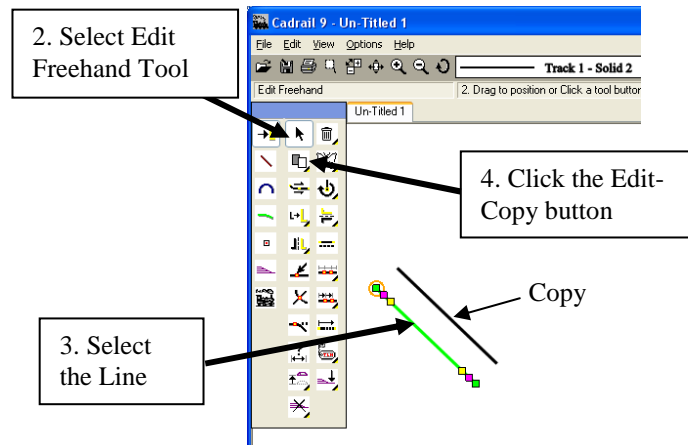 2. Select Edit
Freehand Tool
Cadrail 9 - Un-Titled 1
File Edit View Options Help
Track 1 - Solid 2
Edit Freehand
2. Drag to position or Click a tool button
Un-Titled 1
4. Click the Edit-
Copy button
Copy
3. Select
the Line